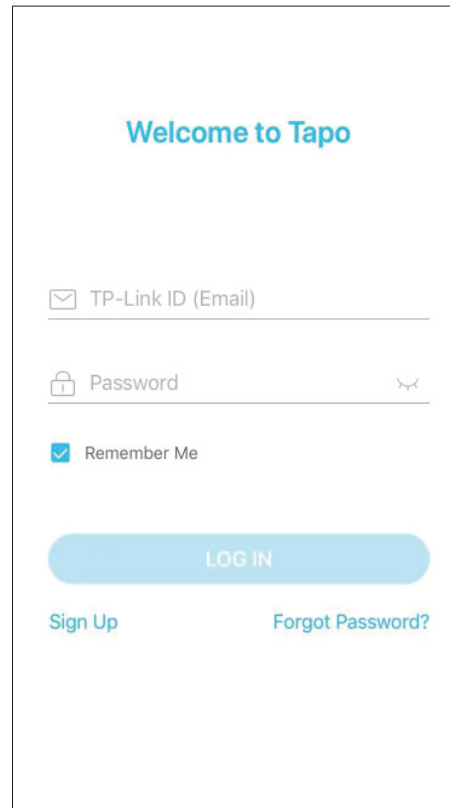 Welcome to Tapo
TP-Link ID (Email)
Password
Remember Me
LOG IN
Sign Up Forgot Password?